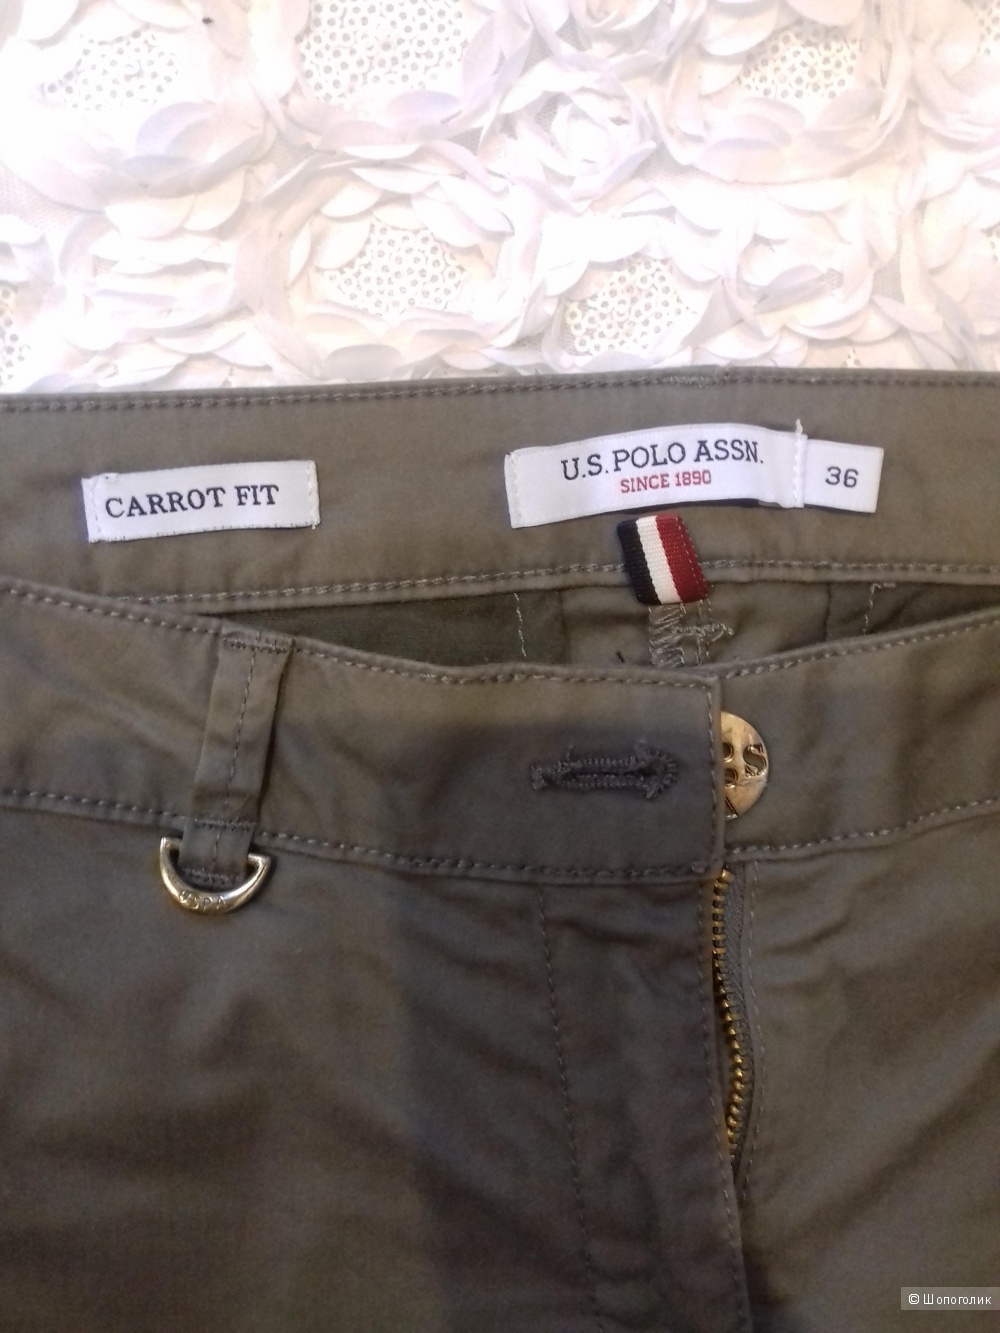 U.S. POLO ASSN.
SINCE 1890
36
CARROT FIT
© Шопоголик